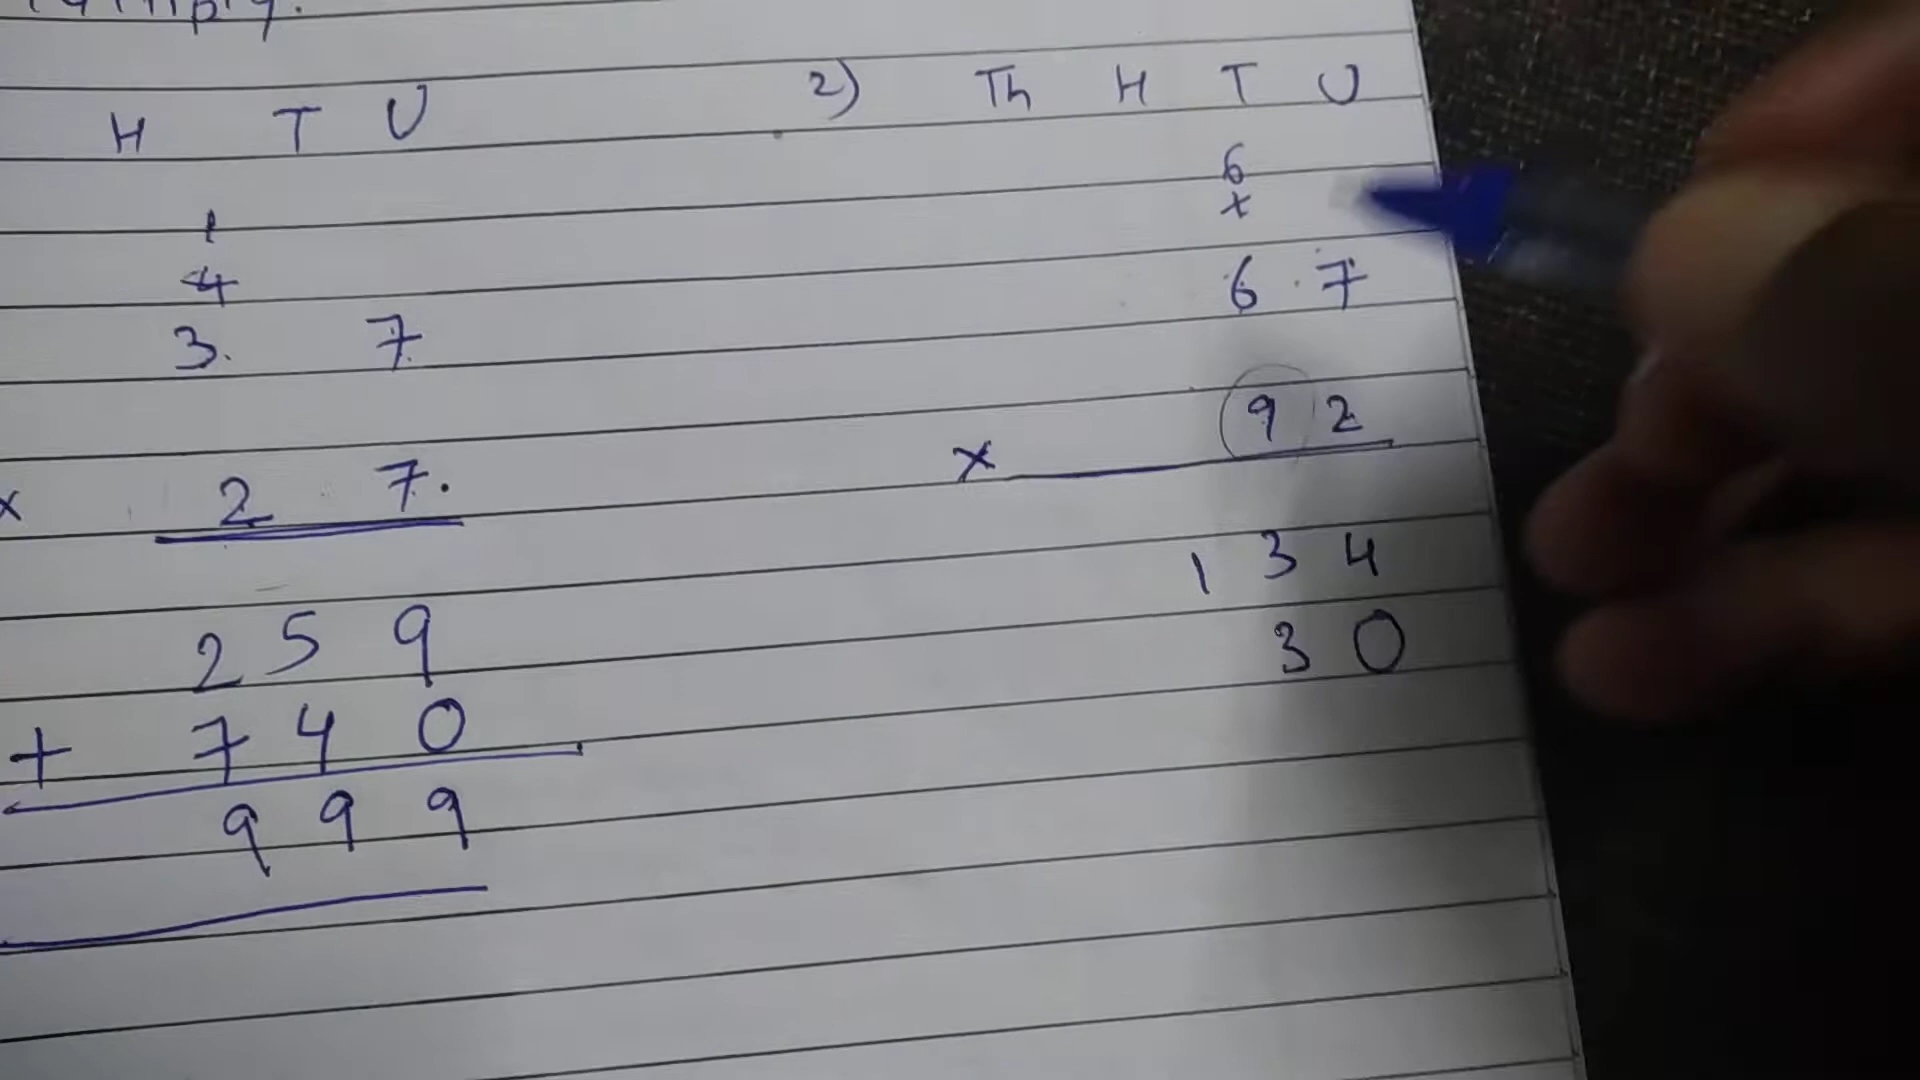 H T U
1
4
3. 7.
x 2 7.
2 5 9
+ 7 4 0
9 9 9
2) Th H T U
6
x
6 7
x 9 2
1 3 4
3 0